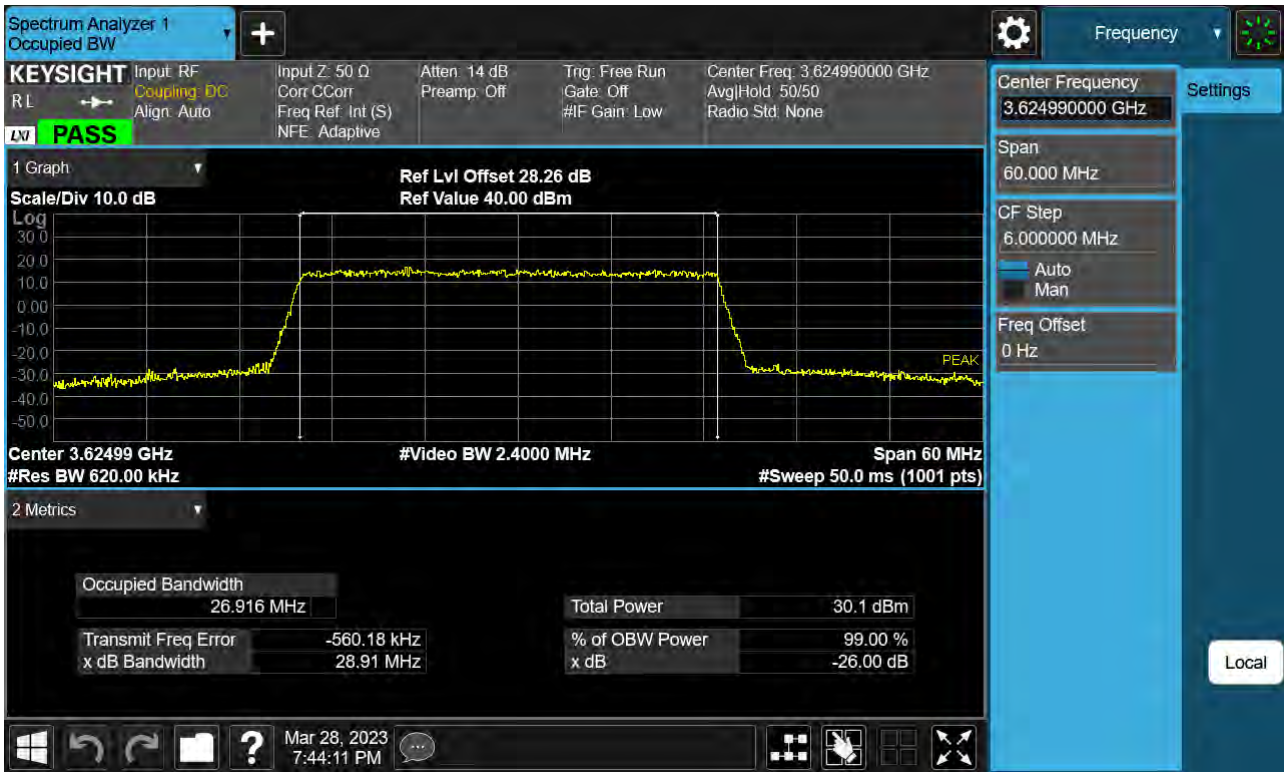 Spectrum Analyzer 1
Occupied BW
+
Frequency
KEYSIGHT
RL
LXI
PASS
Input: RF
Coupling: DC
Align: Auto
Input Z: 50 Ω
Corr CCorr
Freq Ref: Int (S)
NFE: Adaptive
Atten: 14 dB
Preamp: Off
Trig: Free Run
Gate: Off
#IF Gain: Low
Center Freq: 3.624990000 GHz
Avg|Hold: 50/50
Radio Std: None
Center Frequency
3.624990000 GHz
Settings
Span
60.000 MHz
CF Step
6.000000 MHz
Auto
Man
Freq Offset
0 Hz
1 Graph
Scale/Div 10.0 dB
Ref Lvl Offset 28.26 dB
Ref Value 40.00 dBm
Log
30.0
20.0
10.0
0.00
-10.0
-20.0
-30.0
-40.0
-50.0
PEAK
Center 3.62499 GHz
#Video BW 2.4000 MHz
Span 60 MHz
#Res BW 620.00 kHz
#Sweep 50.0 ms (1001 pts)
2 Metrics
Occupied Bandwidth
26.916 MHz
Total Power 30.1 dBm
Transmit Freq Error -560.18 kHz
% of OBW Power 99.00 %
x dB Bandwidth 28.91 MHz
x dB -26.00 dB
Local
?
Mar 28, 2023
7:44:11 PM